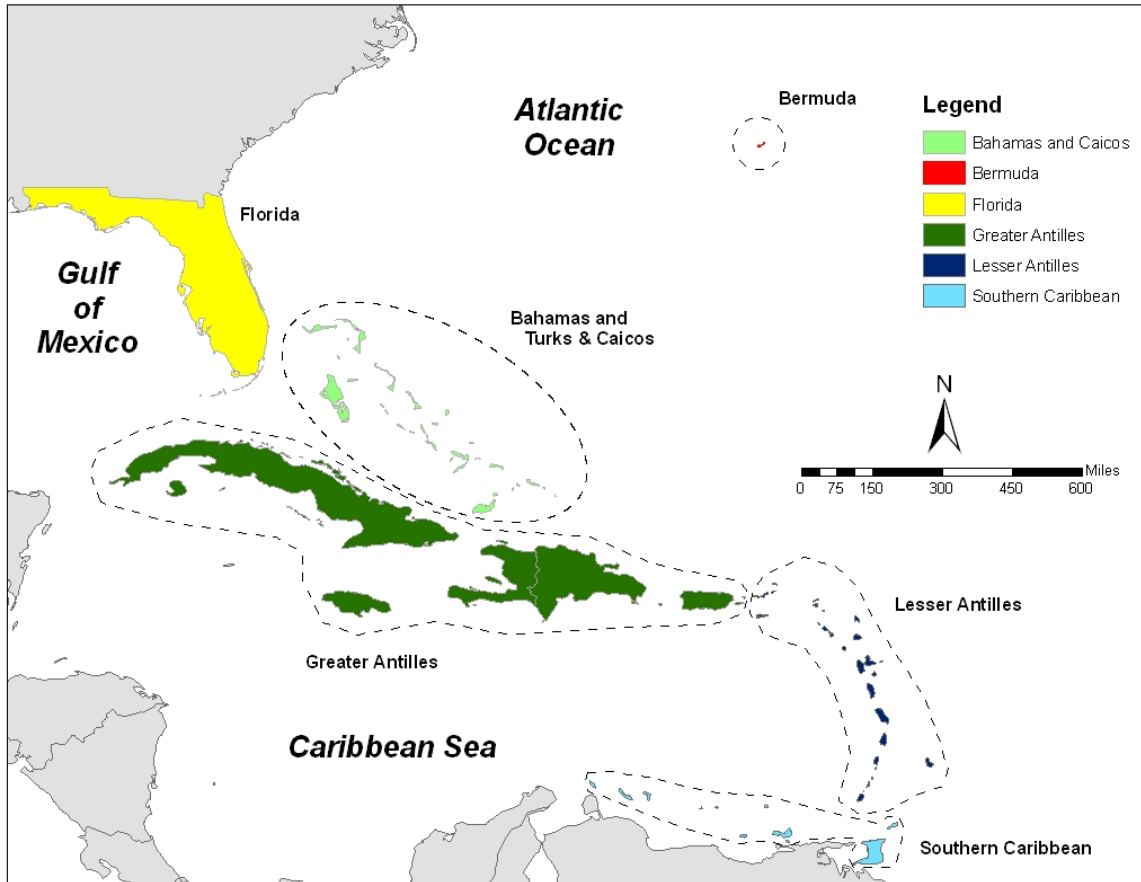 Atlantic
Ocean
Bermuda
Legend
Bahamas and Caicos
Bermuda
Florida
Greater Antilles
Lesser Antilles
Southern Caribbean
Florida
Gulf
of
Mexico
Bahamas and
Turks & Caicos
N
Miles
0 75 150 300 450 600
Lesser Antilles
Greater Antilles
Caribbean Sea
Southern Caribbean